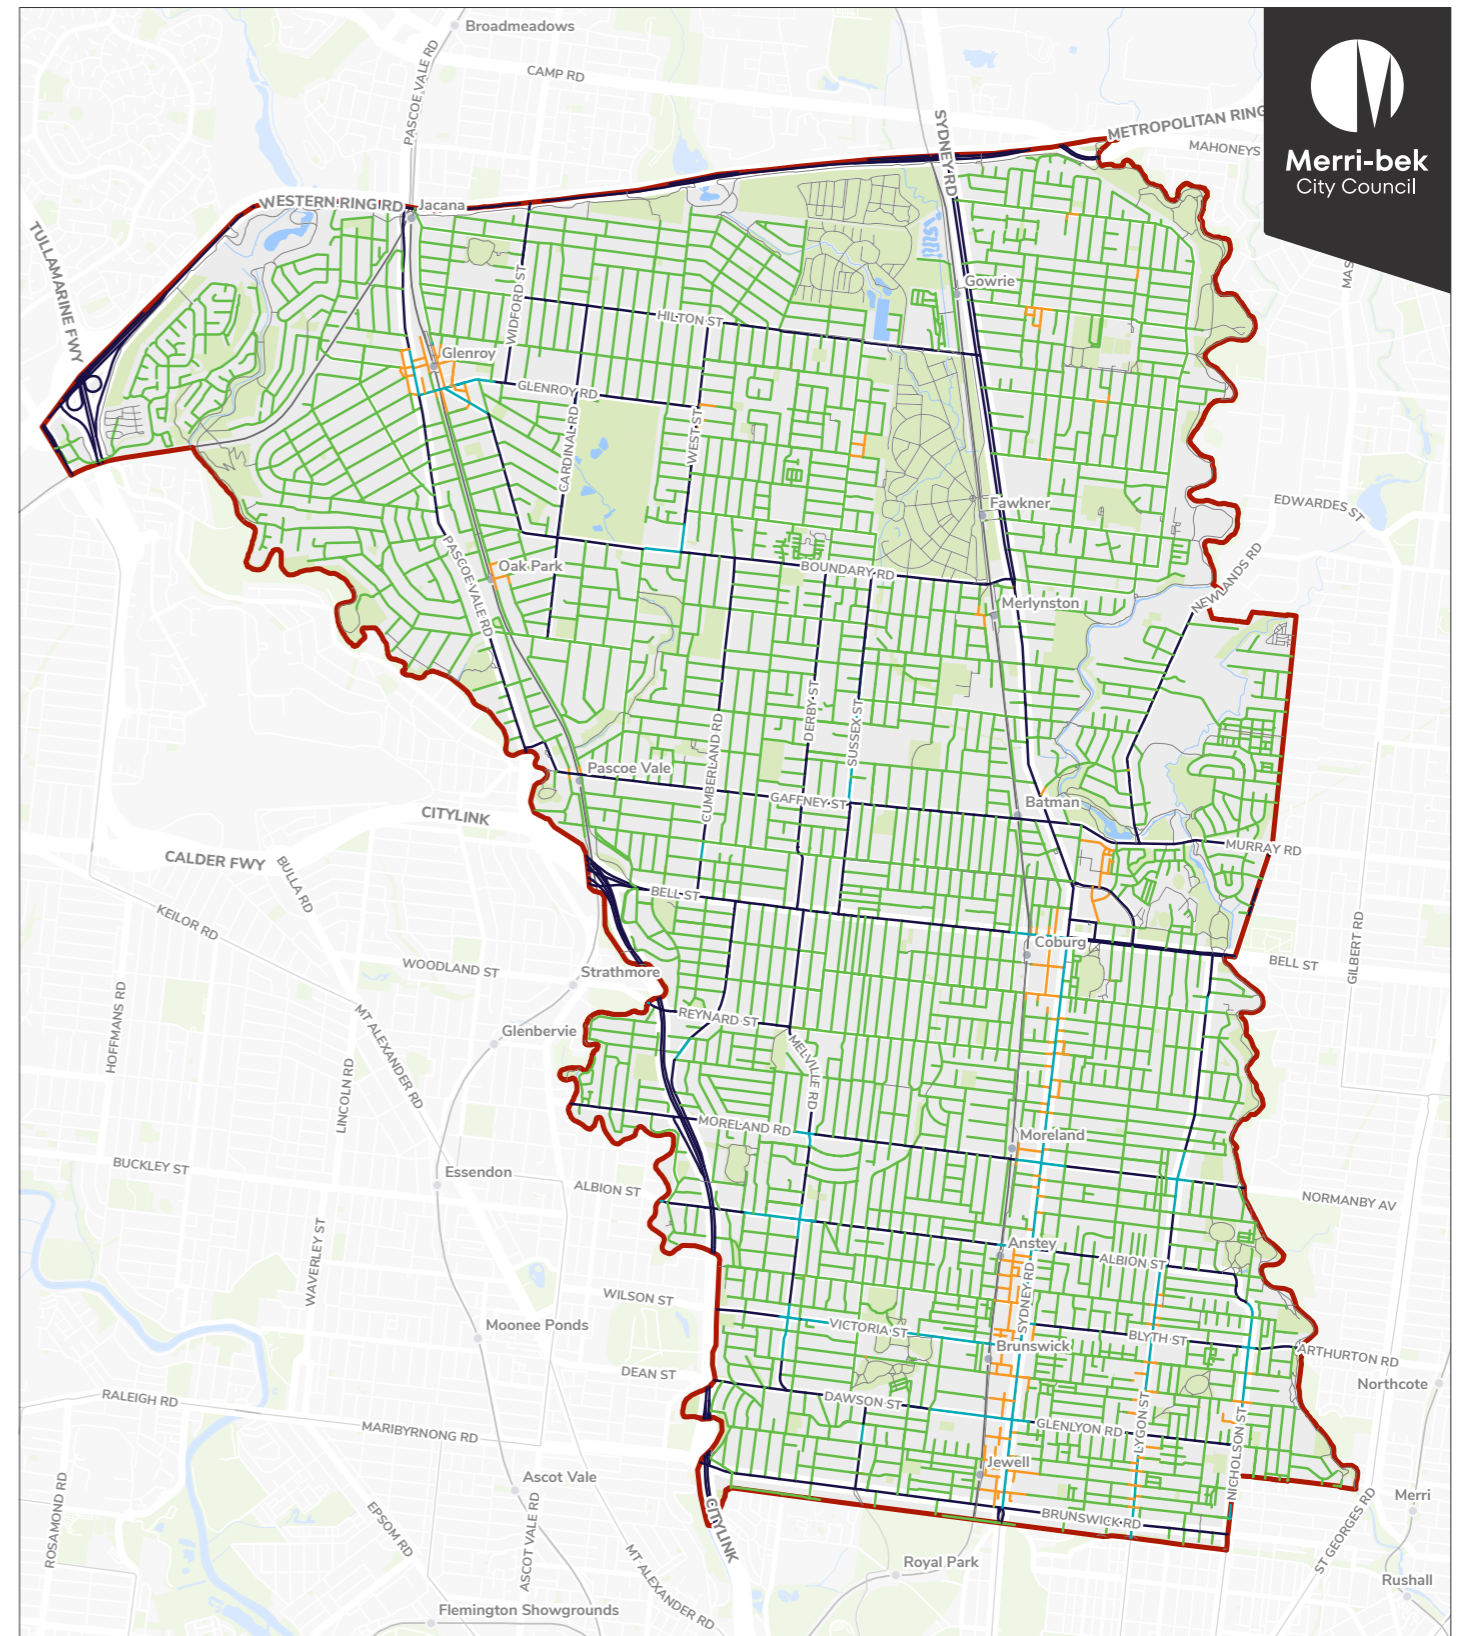 Broadmeadows
CAMP RD
PASCOE VALE RD
SYDNEY RD
METROPOLITAN RING
MAHONEYS
Merri-bek
City Council
WESTERN RING RD
Jacana
TULLAMARINE FWY
WIDFORD ST
HILTON ST
Gowrie
Glenroy
GLENROY RD
CARDINAL RD
WEST ST
Fawkner
EDWARDES ST
NEWLANDS RD
PASCOE VALE RD
Oak Park
BOUNDARY RD
Merlynston
CUMBERLAND RD
DERBY ST
SUSSEX ST
Pascoe Vale
GAFFNEY ST
Batman
MURRAY RD
CITYLINK
CALDER FWY
BULLA RD
KEILOR RD
BELL ST
Coburg
BELL ST
GILBERT RD
WOODLAND ST
Strathmore
HOFFMANS RD
MT ALEXANDER RD
Glenbervie
REYNARD ST
MELVILLE RD
LINCOLN RD
MORELAND RD
Moreland
BUCKLEY ST
Essendon
ALBION ST
NORMANBY AV
WAVERLEY ST
Anstey
ALBION ST
SYDNEY RD
WILSON ST
Moonee Ponds
VICTORIA ST
BLYTH ST
Brunswick
ARTHURTON RD
DEAN ST
Northcote
RALEIGH RD
DAWSON ST
GLENLYON RD
LYGON ST
NICHOLSON ST
MARIBYRNONG RD
Jewell
Ascot Vale
Merri
ROSAMOND RD
EPSOM RD
ASCOT VALE RD
CITYLINK
BRUNSWICK RD
ST GEORGES RD
MT ALEXANDER RD
Royal Park
Rushall
Flemington Showgrounds